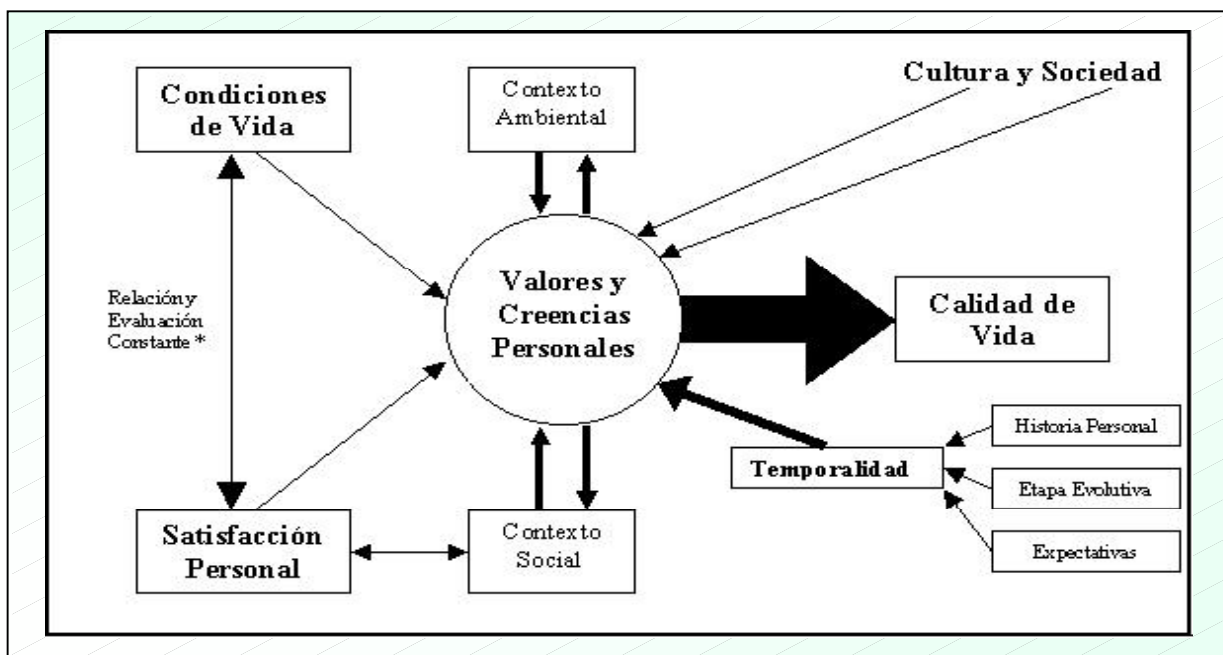 Condiciones
de Vida
Contexto
Ambiental
Cultura y Sociedad
Relación y
Evaluación
Constante *
Valores y
Creencias
Personales
Calidad de
Vida
Temporalidad
Historia Personal
Etapa Evolutiva
Expectativas
Satisfacción
Personal
Contexto
Social